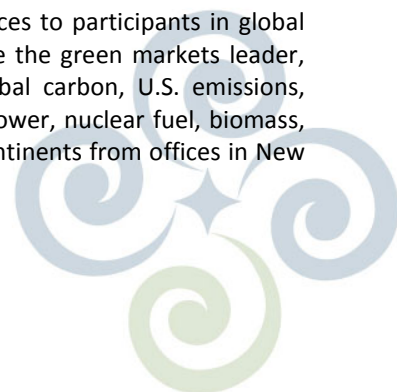 ces to participants in global
e the green markets leader,
bal carbon, U.S. emissions,
ower, nuclear fuel, biomass,
ntinents from offices in New